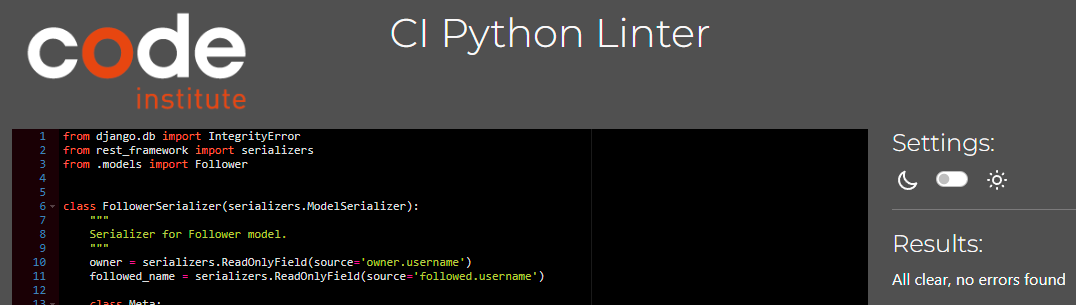 code
institute
CI Python Linter
1 from django.db import IntegrityError
2 from rest_framework import serializers
3 from .models import Follower
4
5
6 class FollowerSerializer(serializers.ModelSerializer):
7 """
8 Serializer for Follower model.
9 """
10 owner = serializers.ReadOnlyField(source='owner.username')
11 followed_name = serializers.ReadOnlyField(source='followed.username')
12
13 class Meta:
Settings:
Results:
All clear, no errors found